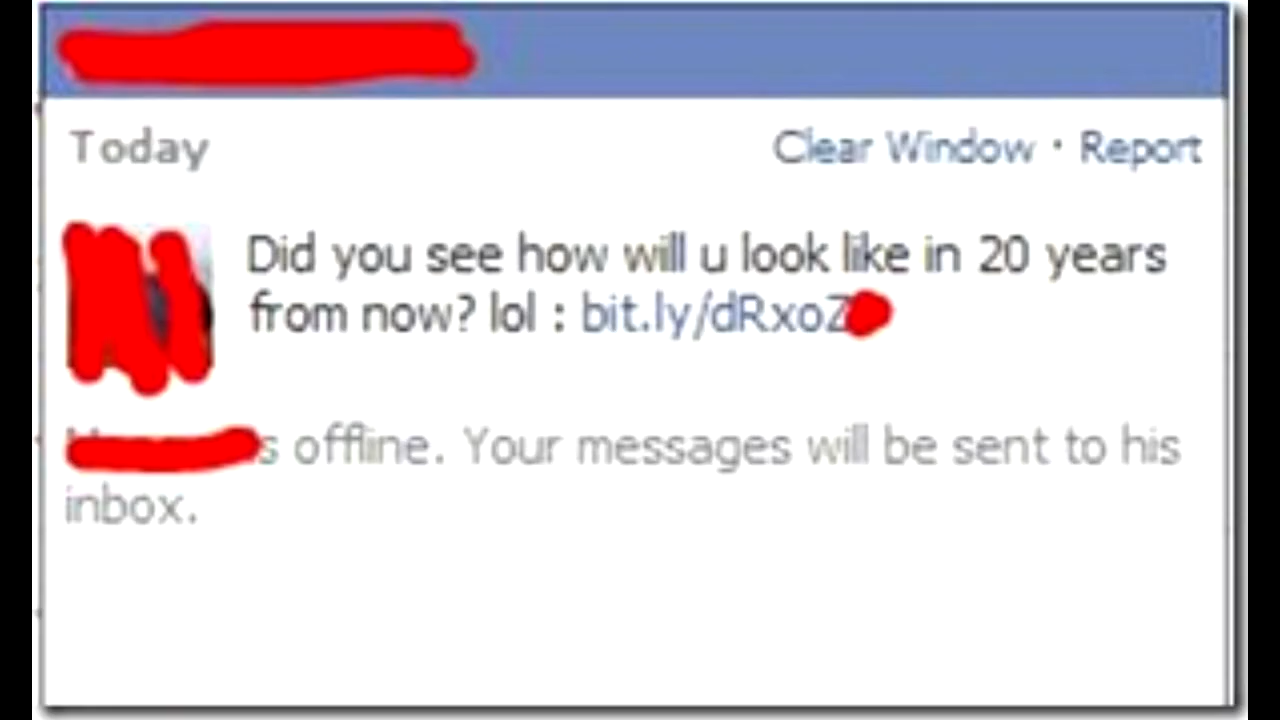 Today
Clear Window · Report
Did you see how will u look like in 20 years
from now? lol : bit.ly/dRxoZ
offline. Your messages will be sent to his
inbox.